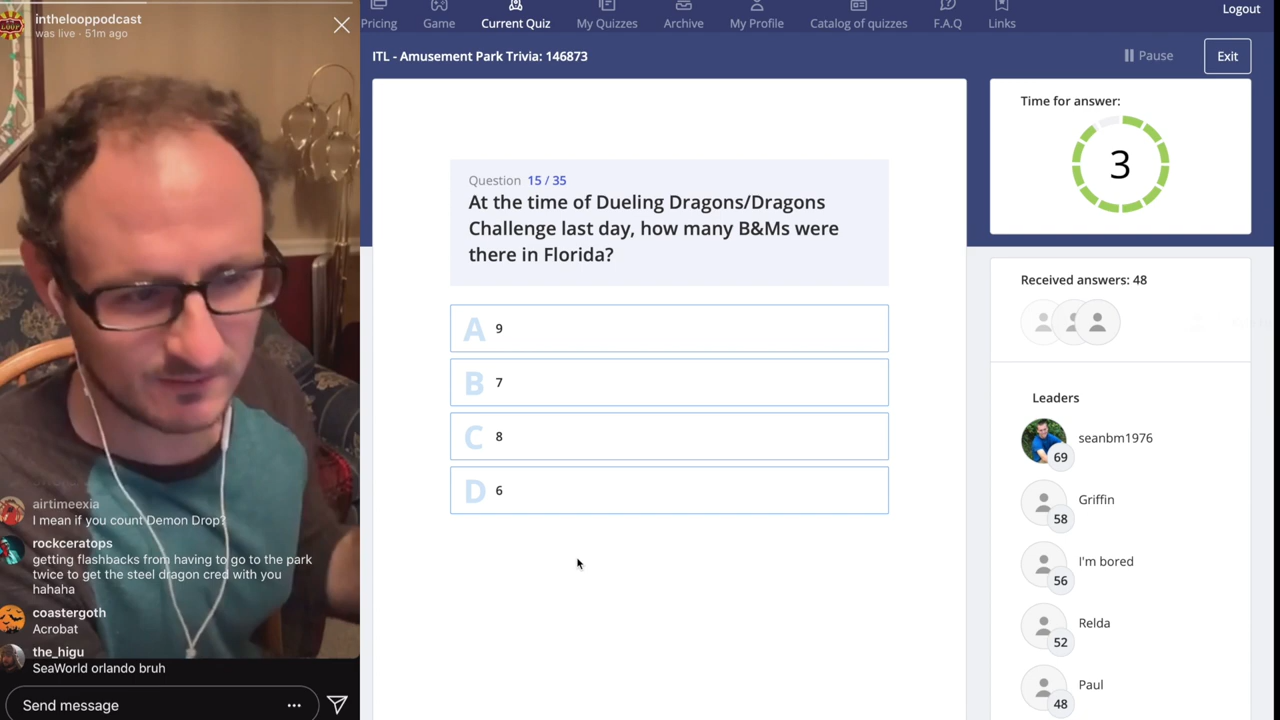 inthelooppodcast
was live · 51m ago
LOOP
airtimeexia
I mean if you count Demon Drop?
rockceratops
getting flashbacks from having to go to the park
twice to get the steel dragon cred with you
hahaha
coastergoth
Acrobat
the_higu
SeaWorld orlando bruh
Send message
Pricing
Game
Current Quiz
My Quizzes
Archive
My Profile
Catalog of quizzes
F.A.Q
Links
Logout
ITL - Amusement Park Trivia: 146873
Pause
Exit
Question 15 / 35
At the time of Dueling Dragons/Dragons
Challenge last day, how many B&Ms were
there in Florida?
A 9
B 7
C 8
D 6
Time for answer:
3
Received answers: 48
Leaders
seanbm1976
69
Griffin
58
I'm bored
56
Relda
52
Paul
48